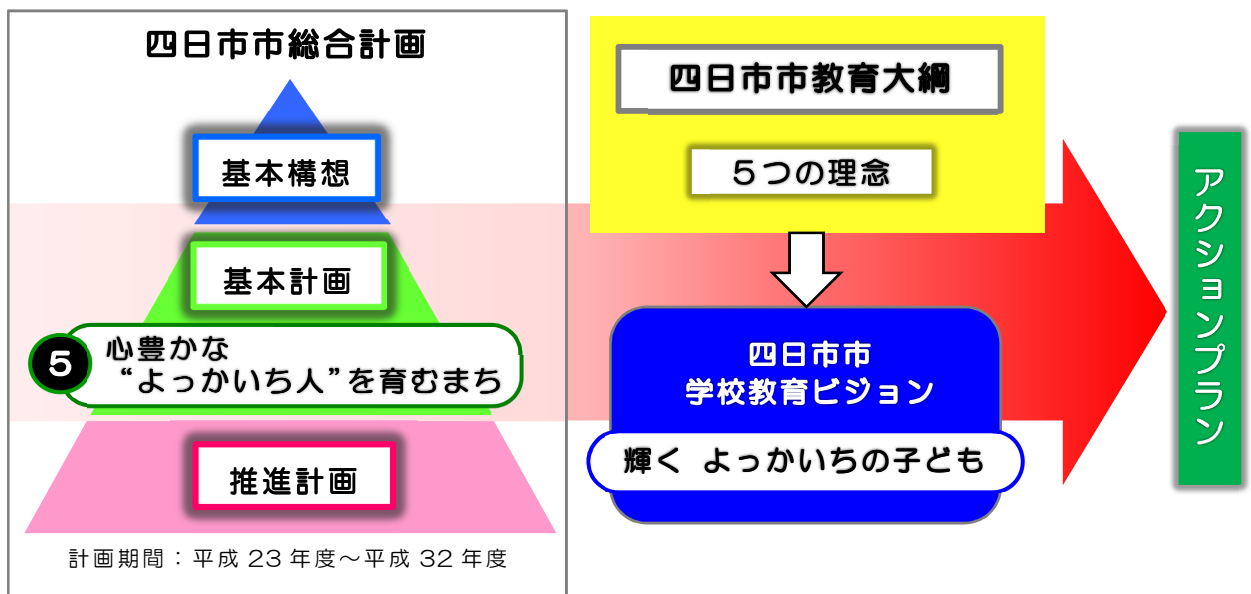 四日市市総合計画
基本構想
基本計画
5
心豊かな
“よっかいち人”を育むまち
推進計画
計画期間：平成 23 年度～平成 32 年度
四日市市教育大綱
５つの理念
四日市市
学校教育ビジョン
輝く よっかいちの子ども
アクションプラン